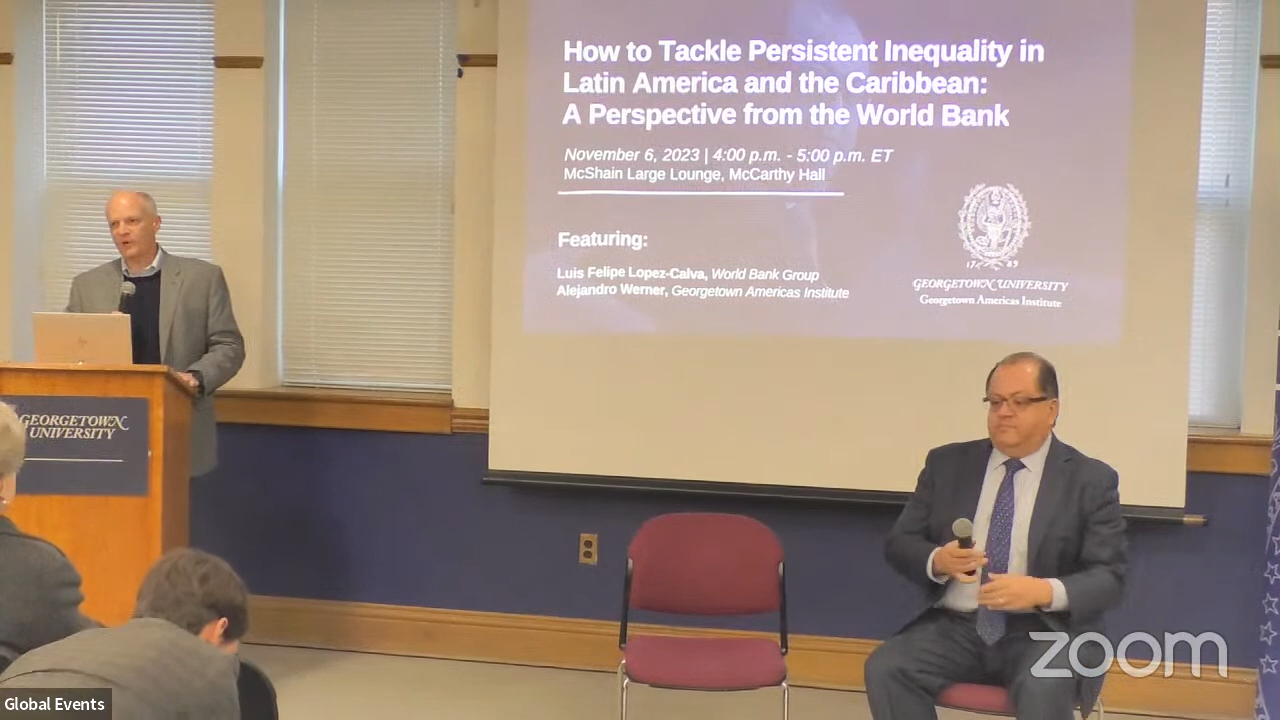 How to Tackle Persistent Inequality in
Latin America and the Caribbean:
A Perspective from the World Bank
November 6, 2023 | 4:00 p.m. - 5:00 p.m. ET
McShain Large Lounge, McCarthy Hall
Featuring:
Luis Felipe Lopez-Calva, World Bank Group
Alejandro Werner, Georgetown Americas Institute
17 89
GEORGETOWN UNIVERSITY
Georgetown Americas Institute
GEORGETOWN
UNIVERSITY
zoom
Global Events